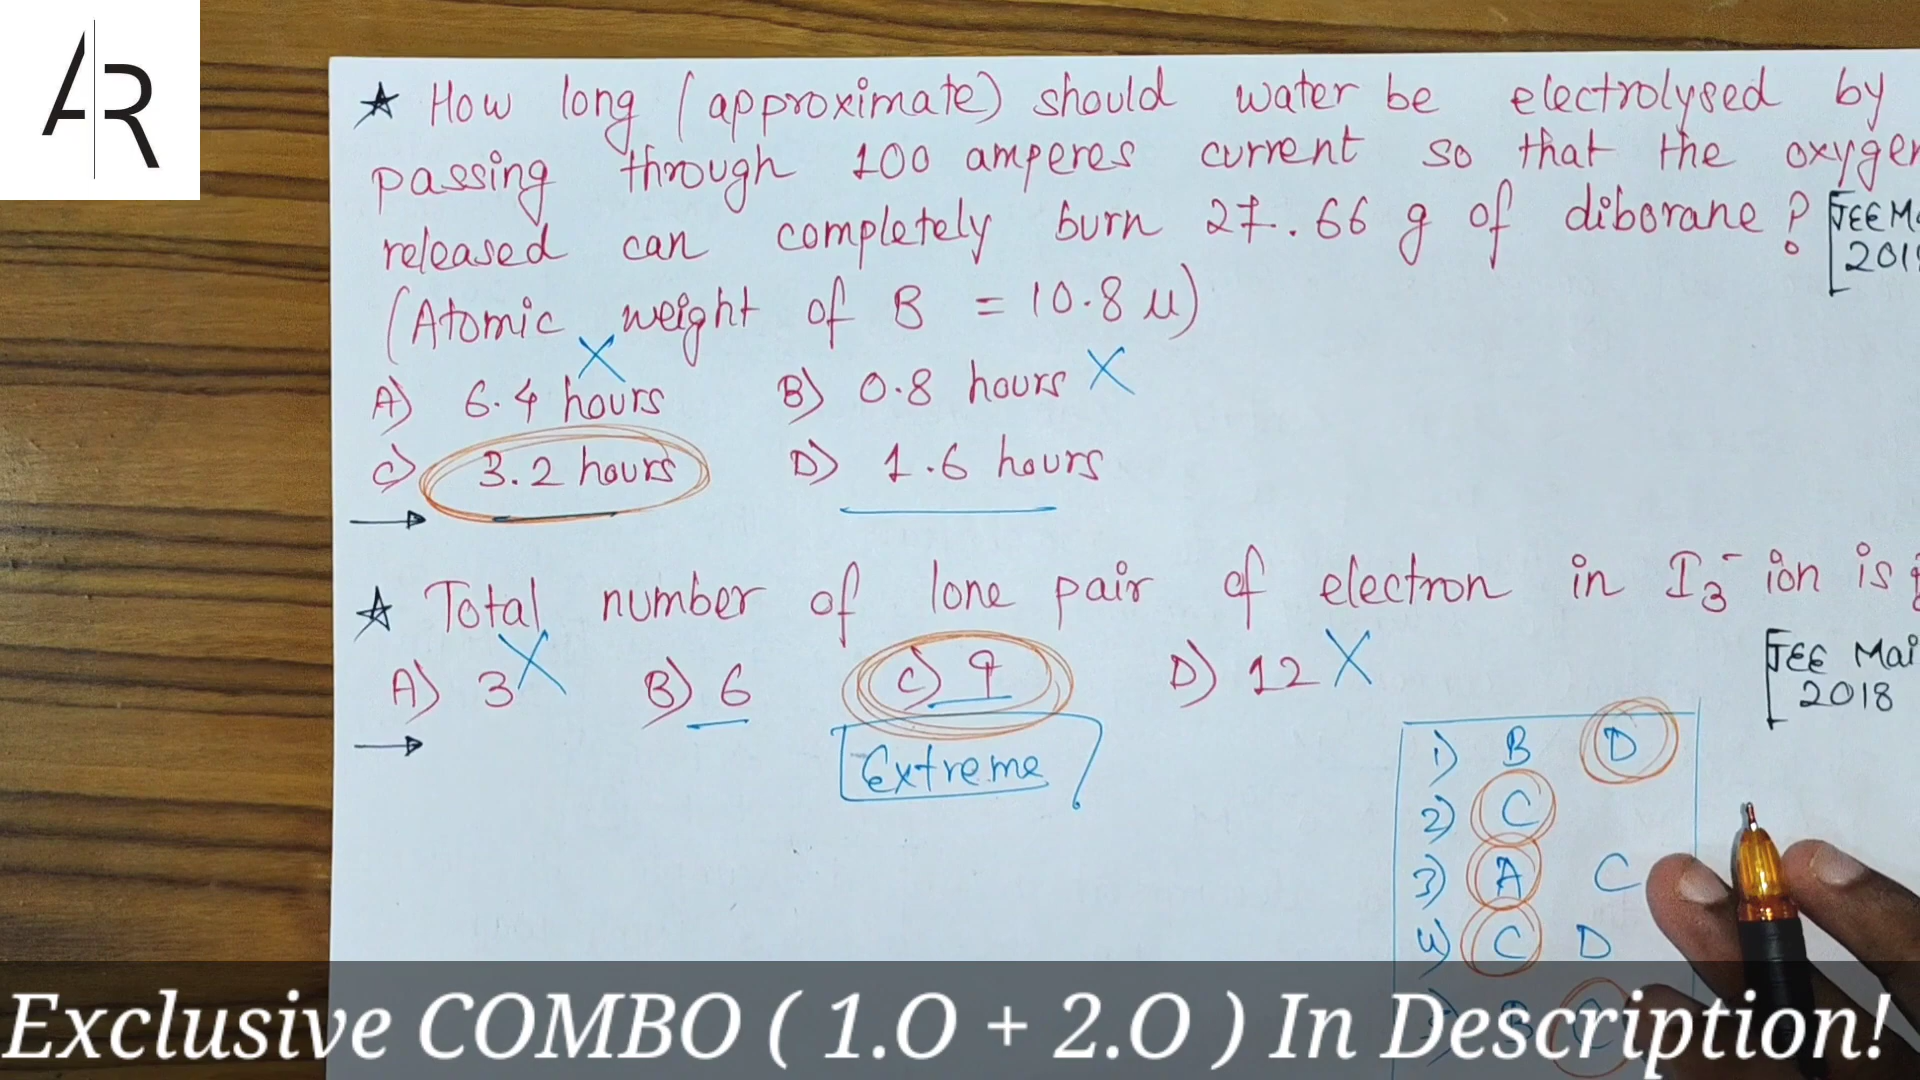 AR
★ How long (approximate) should water be electrolysed by
passing through 100 amperes current so that the oxygen
released can completely burn 27.66 g of diborane? [JEE Ma
2018
(Atomic weight of B = 10.8 u)
A) 6.4 hours X B) 0.8 hours X
C) 3.2 hours D) 1.6 hours
→
★ Total number of lone pair of electron in I3⁻ ion is
A) 3 X B) 6 C) 9 D) 12 X
[JEE Mai
2018
→ Extreme
1) B D
2) C
3) A C
4) C D
Exclusive COMBO ( 1.O + 2.O ) In Description!